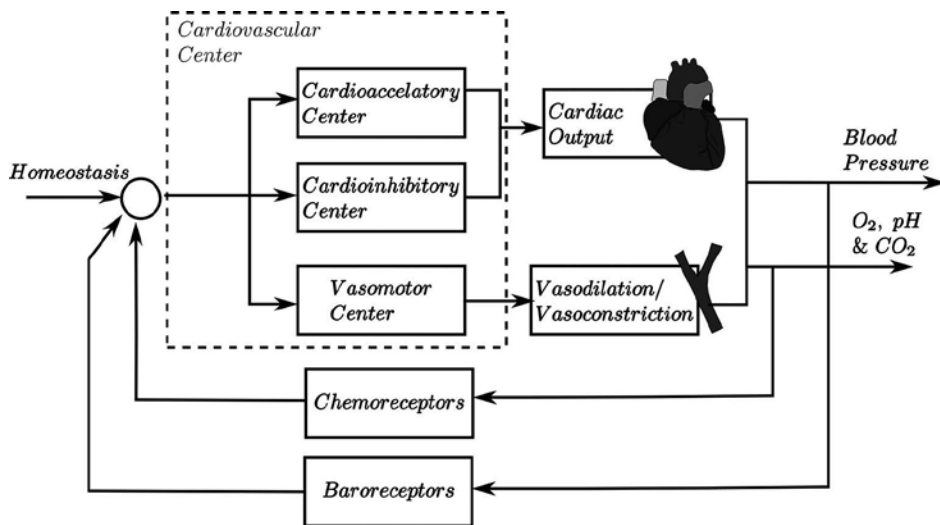 Cardiovascular
Center
Cardioaccelatory
Center
Cardiac
Output
Blood
Pressure
Homeostasis
Cardioinhibitory
Center
O₂, pH
& CO₂
Vasomotor
Center
Vasodilation/
Vasoconstriction
Chemoreceptors
Baroreceptors